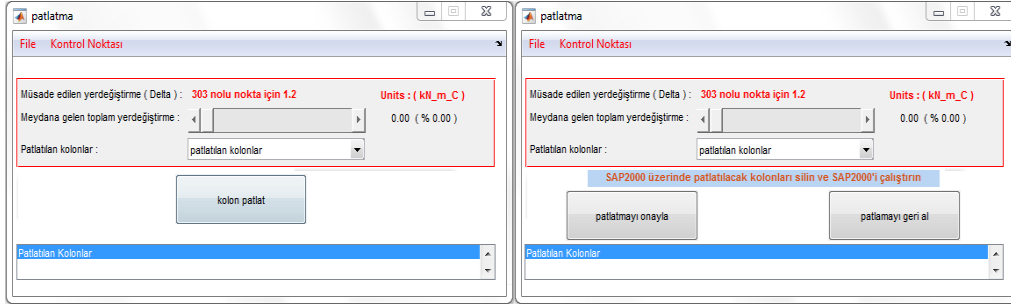 patlatma
File Kontrol Noktası
Müsade edilen yerdeğiştirme ( Delta ) : 303 nolu nokta için 1.2 Units : ( kN_m_C )
Meydana gelen toplam yerdeğiştirme : 0.00 ( % 0.00 )
Patlatılan kolonlar : patlatılan kolonlar
kolon patlat
Patlatılan Kolonlar
patlatma
File Kontrol Noktası
Müsade edilen yerdeğiştirme ( Delta ) : 303 nolu nokta için 1.2 Units : ( kN_m_C )
Meydana gelen toplam yerdeğiştirme : 0.00 ( % 0.00 )
Patlatılan kolonlar : patlatılan kolonlar
SAP2000 üzerinde patlatılacak kolonları silin ve SAP2000'i çalıştırın
patlatmayı onayla patlamayı geri al
Patlatılan Kolonlar